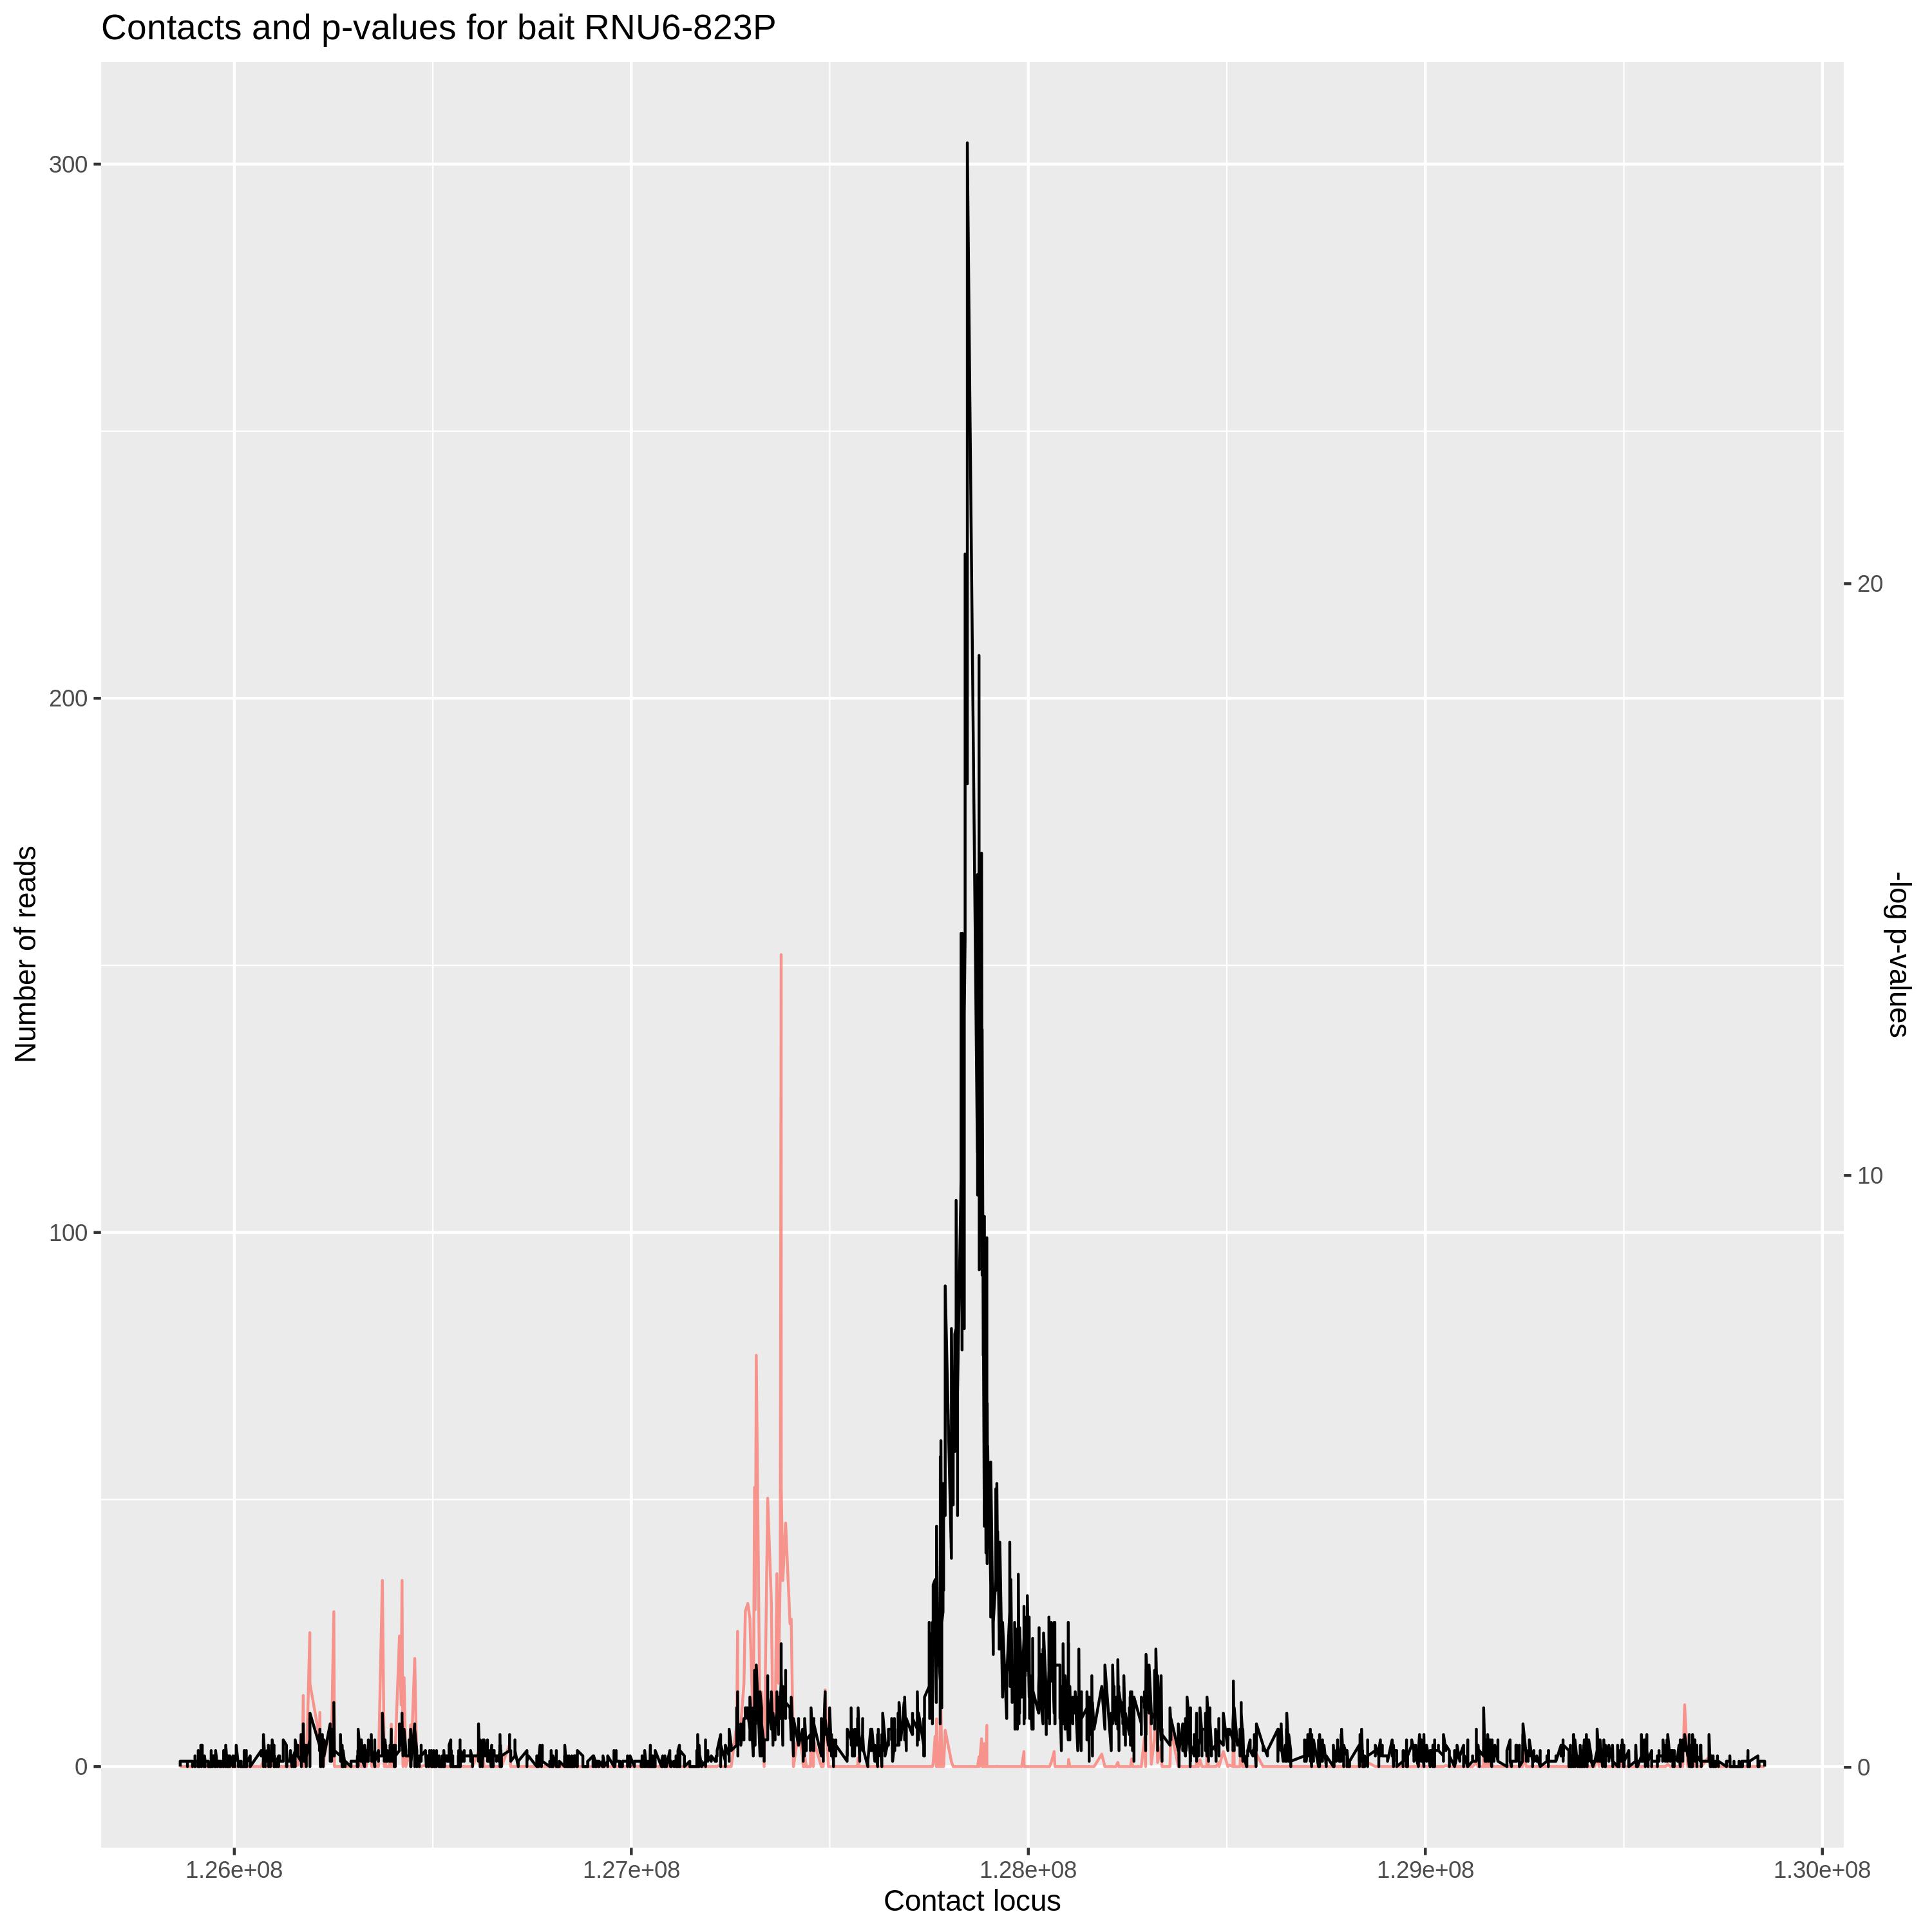 Contacts and p-values for bait RNU6-823P
300
200
100
0
Number of reads
20
10
0
-log p-values
1.26e+08
1.27e+08
1.28e+08
1.29e+08
1.30e+08
Contact locus